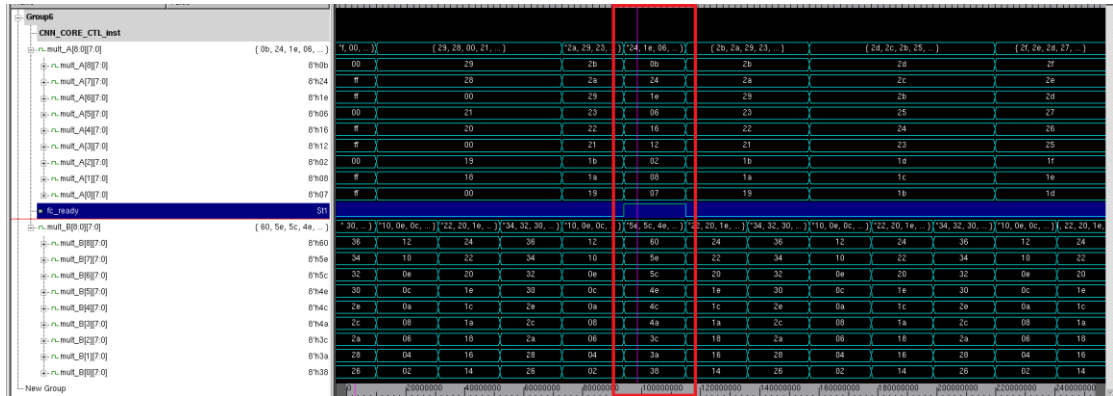 Group6
CNN_CORE_CTL_inst
mult_A[8:0][7:0] { 0b, 24, 1e, 06, ... } "f, 00, ... } { 29, 28, 00, 21, ... } "2a, 29, 23, ... } "24, 1e, 06, ... } { 2b, 2a, 29, 23, ... } { 2d, 2c, 2b, 25, ... } { 2f, 2e, 2d, 27, ... }
mult_A[8][7:0] 8'h0b 00 29 2b 0b 2b 2d 2f
mult_A[7][7:0] 8'h24 ff 28 2a 24 2a 2c 2e
mult_A[6][7:0] 8'h1e ff 00 29 1e 29 2b 2d
mult_A[5][7:0] 8'h06 00 21 23 06 23 25 27
mult_A[4][7:0] 8'h16 ff 20 22 16 22 24 26
mult_A[3][7:0] 8'h12 ff 00 21 12 21 23 25
mult_A[2][7:0] 8'h02 00 19 1b 02 1b 1d 1f
mult_A[1][7:0] 8'h08 ff 18 1a 08 1a 1c 1e
mult_A[0][7:0] 8'h07 ff 00 19 07 19 1b 1d
fc_ready St1
mult_B[8:0][7:0] { 60, 5e, 5c, 4e, ... } " 30, ... } "10, 0e, 0c, ... } "22, 20, 1e, ... } "34, 32, 30, ... } "10, 0e, 0c, ... } "5e, 5c, 4e, ... } "22, 20, 1e, ... } "34, 32, 30, ... } "10, 0e, 0c, ... } "22, 20, 1e, ... } "34, 32, 30, ... } "10, 0e, 0c, ... } , 22, 20, 1e,
mult_B[8][7:0] 8'h60 36 12 24 36 12 60 24 36 12 24 36 12 24
mult_B[7][7:0] 8'h5e 34 10 22 34 10 5e 22 34 10 22 34 10 22
mult_B[6][7:0] 8'h5c 32 0e 20 32 0e 5c 20 32 0e 20 32 0e 20
mult_B[5][7:0] 8'h4e 30 0c 1e 30 0c 4e 1e 30 0c 1e 30 0c 1e
mult_B[4][7:0] 8'h4c 2e 0a 1c 2e 0a 4c 1c 2e 0a 1c 2e 0a 1c
mult_B[3][7:0] 8'h4a 2c 08 1a 2c 08 4a 1a 2c 08 1a 2c 08 1a
mult_B[2][7:0] 8'h3c 2a 06 18 2a 06 3c 18 2a 06 18 2a 06 18
mult_B[1][7:0] 8'h3a 28 04 16 28 04 3a 16 28 04 16 28 04 16
mult_B[0][7:0] 8'h38 26 02 14 26 02 38 14 26 02 14 26 02 14
New Group 0 20000000 40000000 60000000 80000000 100000000 120000000 140000000 160000000 180000000 200000000 220000000 240000000